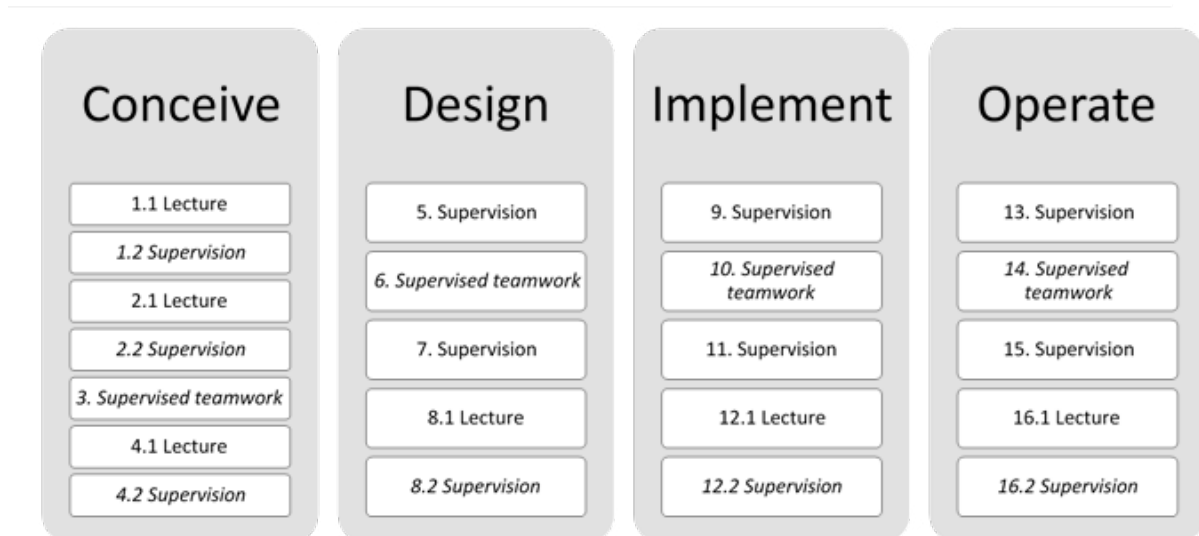 Conceive
1.1 Lecture
1.2 Supervision
2.1 Lecture
2.2 Supervision
3. Supervised teamwork
4.1 Lecture
4.2 Supervision
Design
5. Supervision
6. Supervised teamwork
7. Supervision
8.1 Lecture
8.2 Supervision
Implement
9. Supervision
10. Supervised
teamwork
11. Supervision
12.1 Lecture
12.2 Supervision
Operate
13. Supervision
14. Supervised
teamwork
15. Supervision
16.1 Lecture
16.2 Supervision